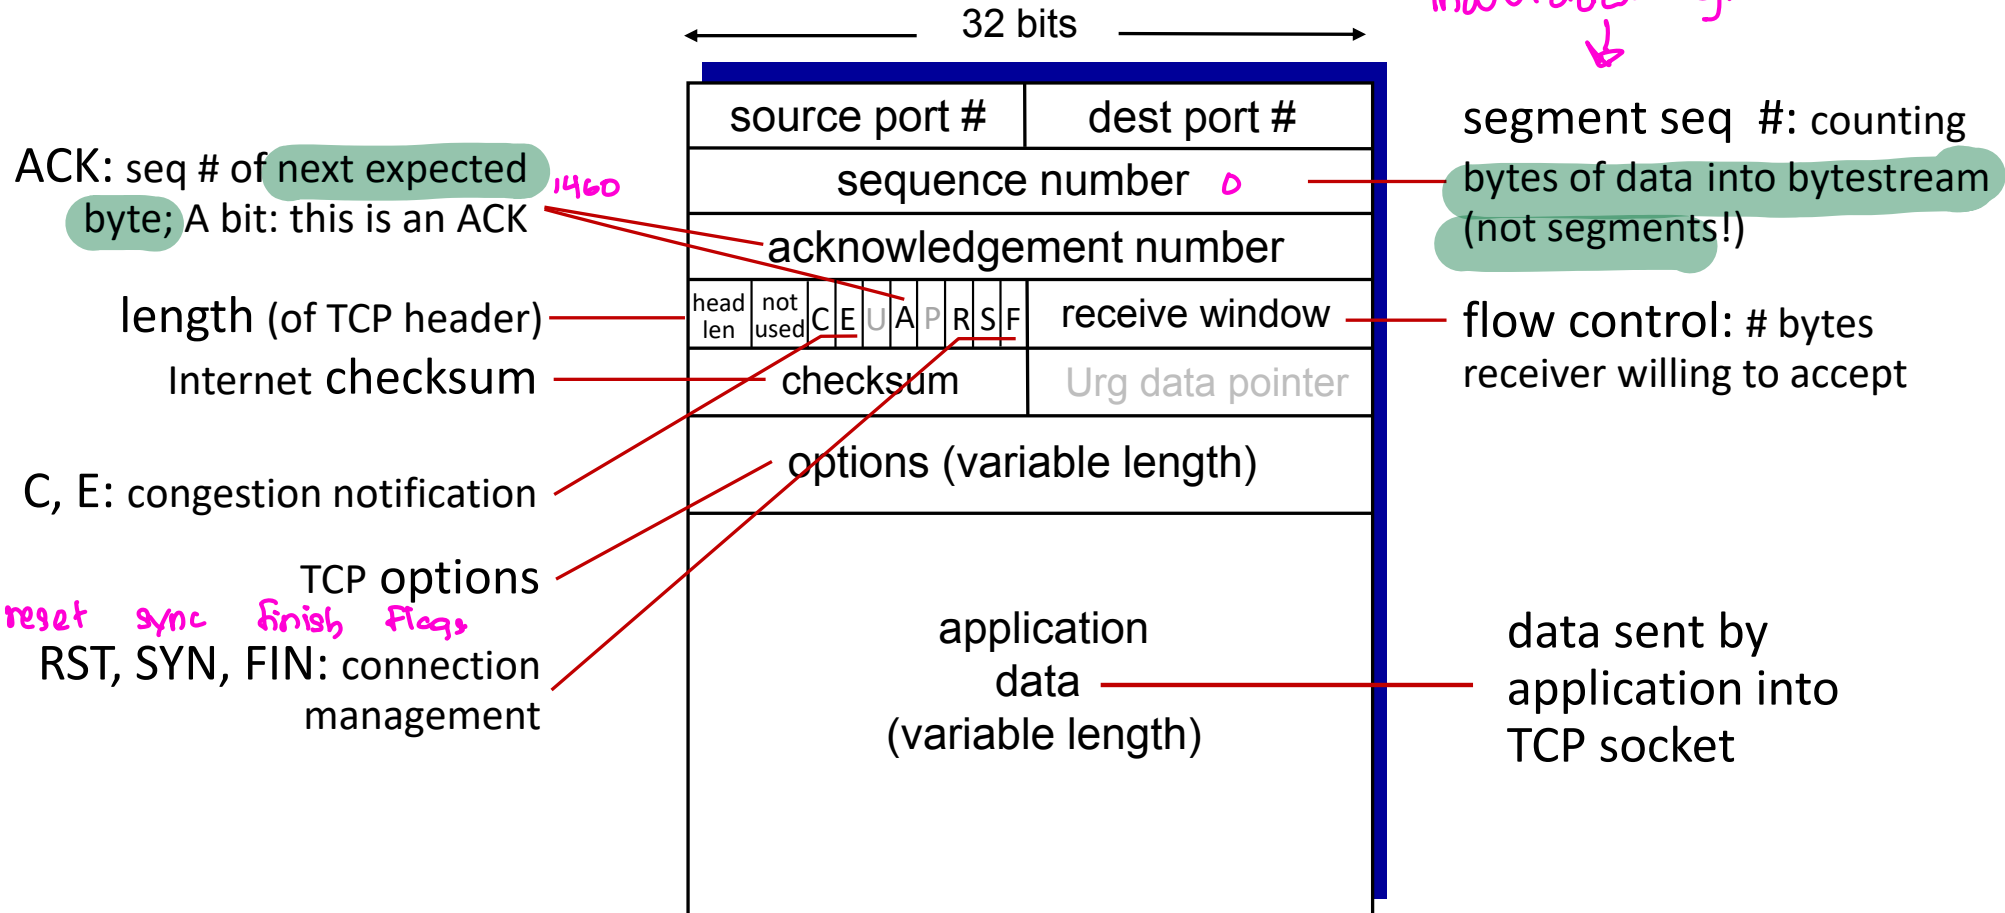 32 bits
source port # dest port #
ACK: seq # of next expected
byte; A bit: this is an ACK
1460
sequence number 0
segment seq #: counting
bytes of data into bytestream
(not segments!)
acknowledgement number
length (of TCP header)
head
len
not
used
C E U A P R S F
receive window
flow control: # bytes
receiver willing to accept
Internet checksum
checksum
Urg data pointer
C, E: congestion notification
options (variable length)
TCP options
reset sync finish Flags
RST, SYN, FIN: connection
management
application
data
(variable length)
data sent by
application into
TCP socket